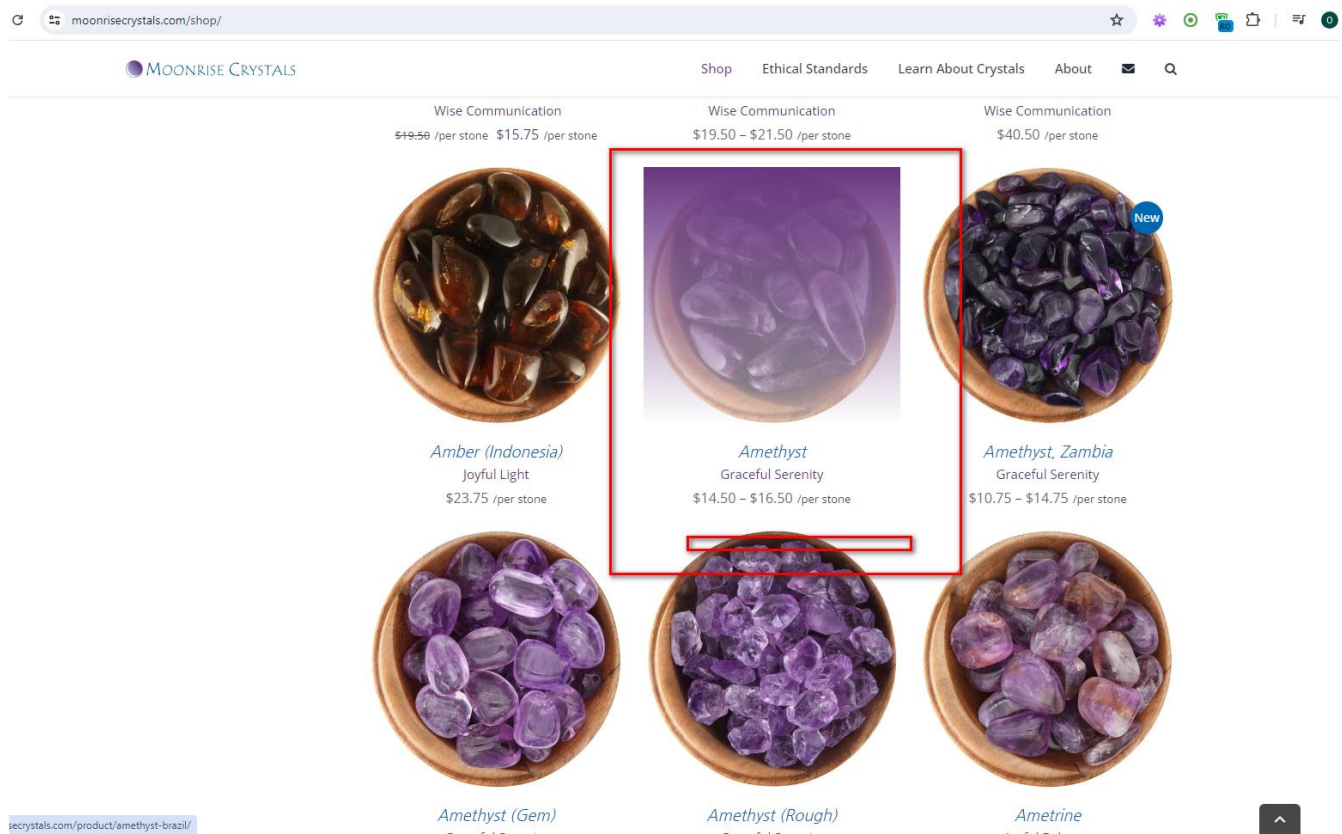 moonrisecrystals.com/shop/
RD
O
MOONRISE CRYSTALS
Shop Ethical Standards Learn About Crystals About
Wise Communication Wise Communication Wise Communication
$19.50 /per stone $15.75 /per stone $19.50 – $21.50 /per stone $40.50 /per stone
New
Amber (Indonesia) Amethyst Amethyst, Zambia
Joyful Light Graceful Serenity Graceful Serenity
$23.75 /per stone $14.50 – $16.50 /per stone $10.75 – $14.75 /per stone
Amethyst (Gem) Amethyst (Rough) Ametrine
secrystals.com/product/amethyst-brazil/